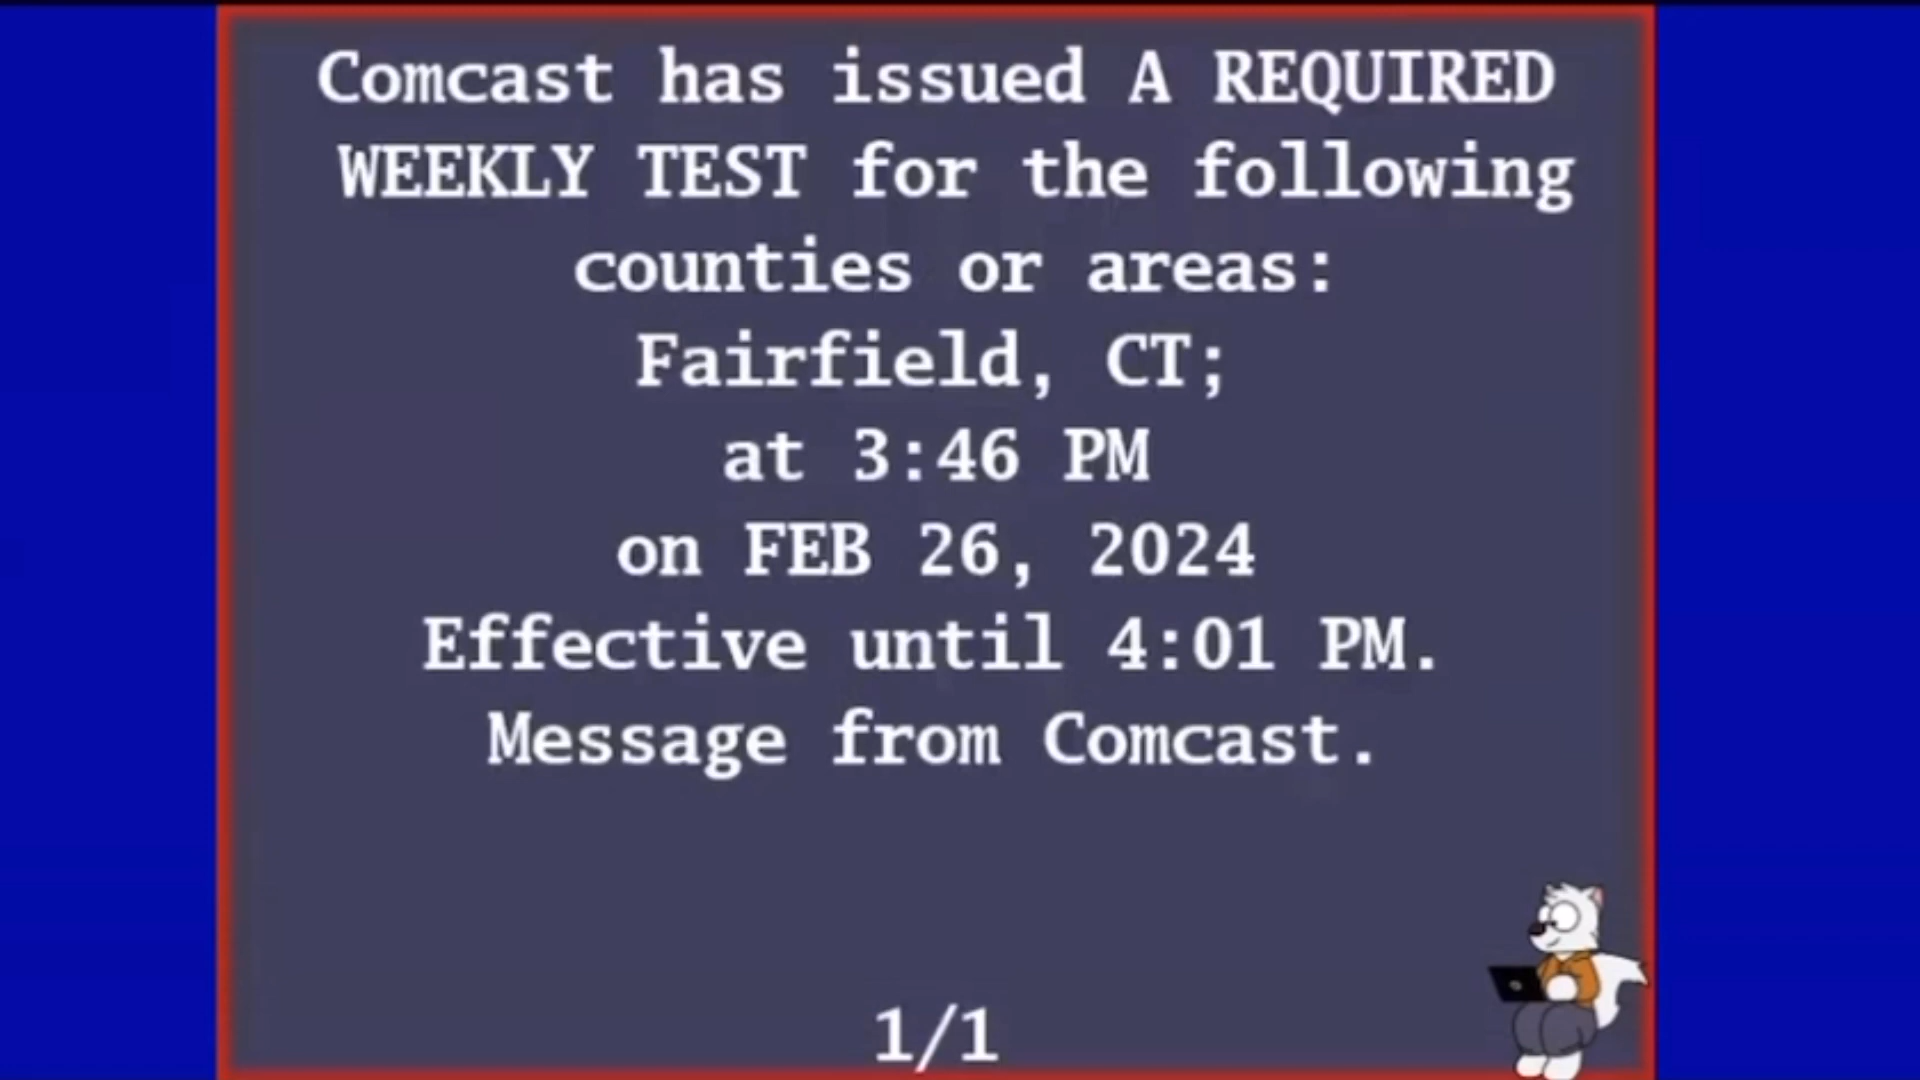 Comcast has issued A REQUIRED
WEEKLY TEST for the following
counties or areas:
Fairfield, CT;
at 3:46 PM
on FEB 26, 2024
Effective until 4:01 PM.
Message from Comcast.
1/1